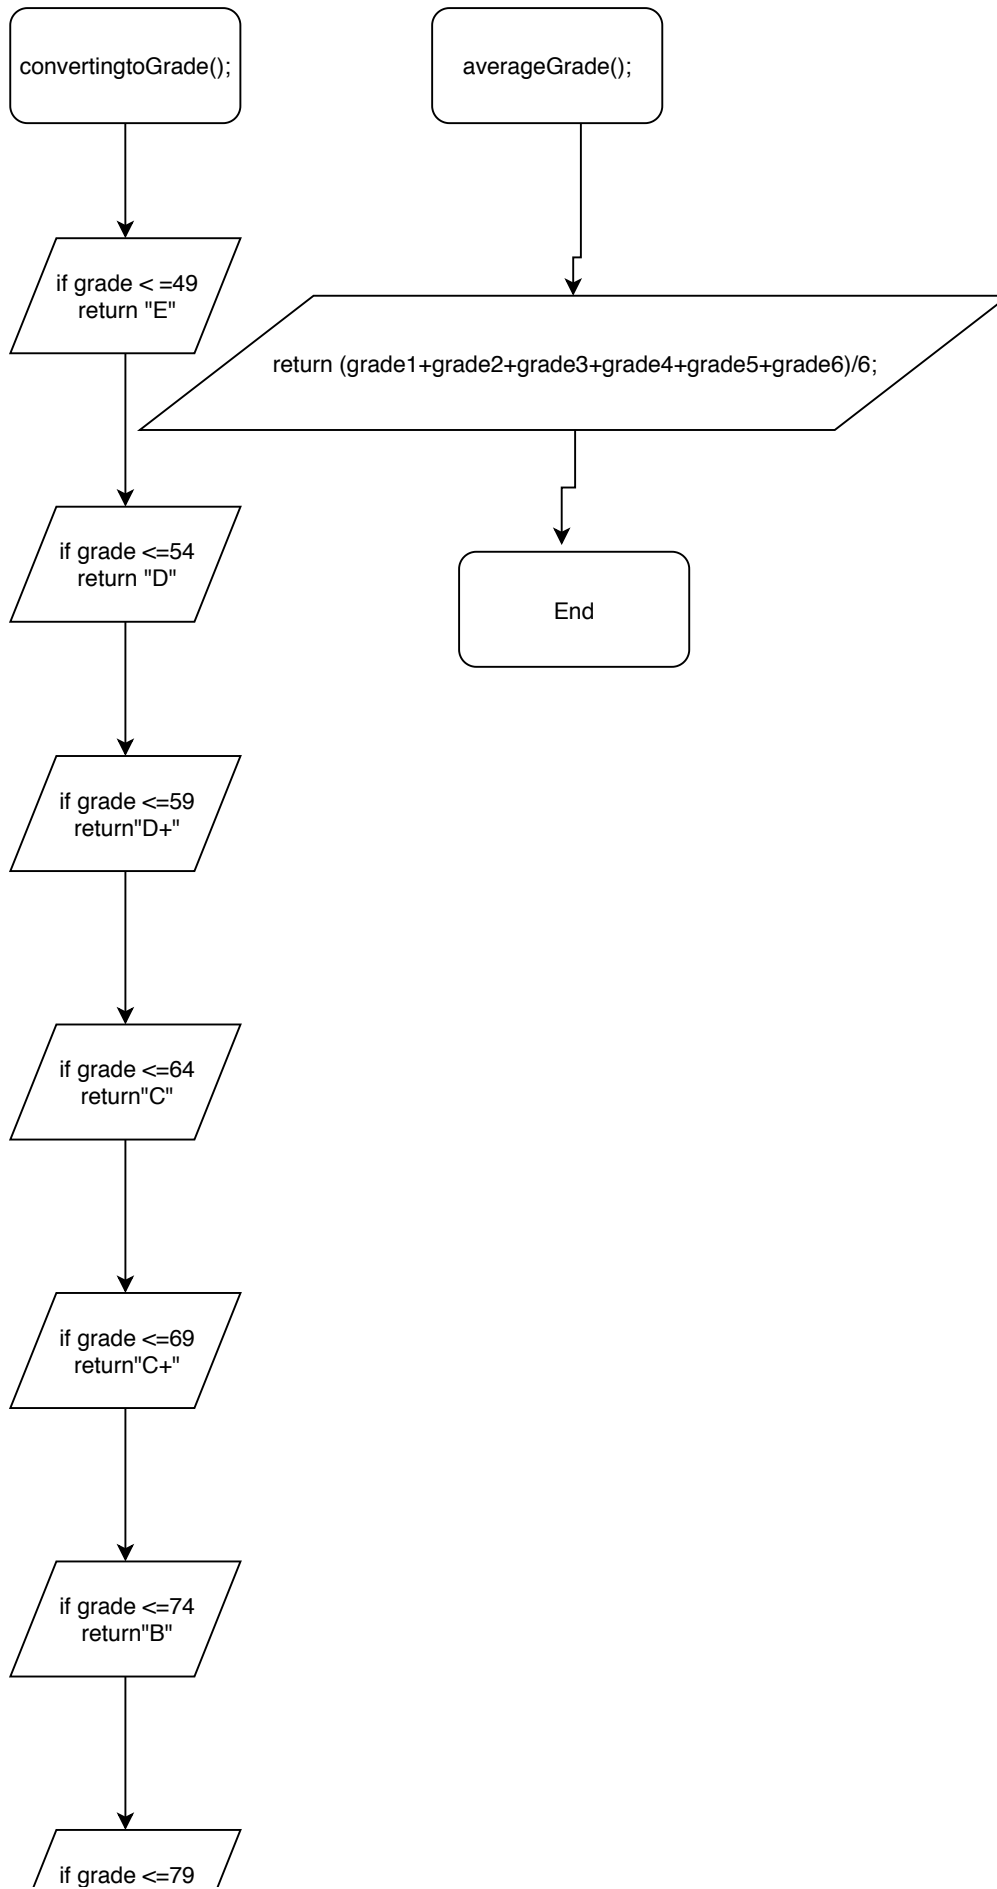 convertingtoGrade();
averageGrade();
if grade < =49
return "E"
return (grade1+grade2+grade3+grade4+grade5+grade6)/6;
if grade <=54
return "D"
End
if grade <=59
return"D+"
if grade <=64
return"C"
if grade <=69
return"C+"
if grade <=74
return"B"
if grade <=79